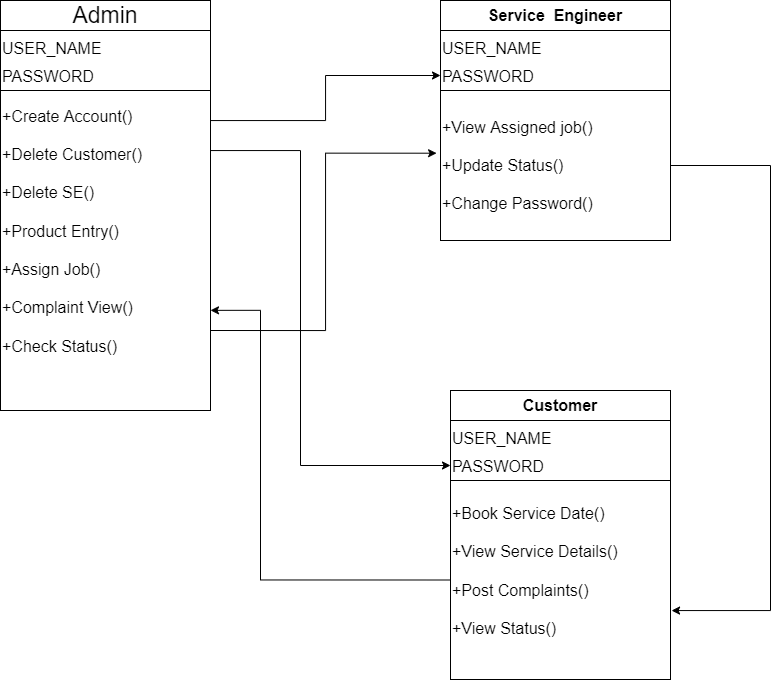 Admin
USER_NAME
PASSWORD
+Create Account()
+Delete Customer()
+Delete SE()
+Product Entry()
+Assign Job()
+Complaint View()
+Check Status()
Service Engineer
USER_NAME
PASSWORD
+View Assigned job()
+Update Status()
+Change Password()
Customer
USER_NAME
PASSWORD
+Book Service Date()
+View Service Details()
+Post Complaints()
+View Status()